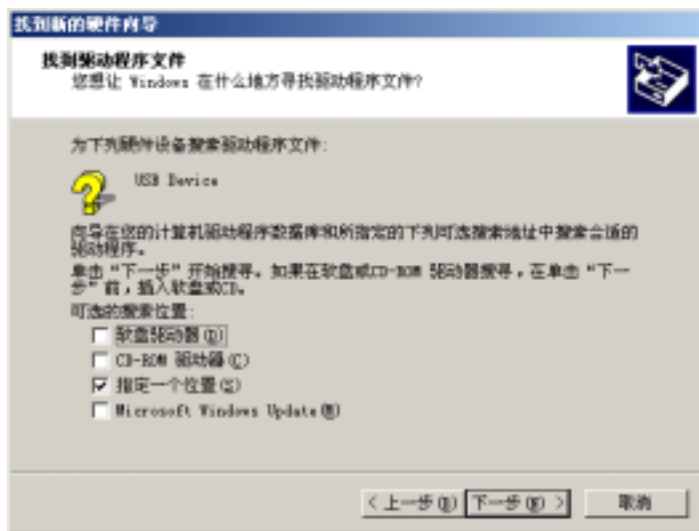 找到新的硬件向导
找到驱动程序文件
您想让 Windows 在什么地方寻找驱动程序文件?
为下列硬件设备搜索驱动程序文件:
USB Device
向导在您的计算机驱动程序数据库和所指定的下列可选搜索地址中搜索合适的
驱动程序。
单击“下一步”开始搜寻。如果在软盘或CD-ROM 驱动器搜寻，在单击“下一
步”前，插入软盘或CD。
可选的搜索位置:
软盘驱动器(D)
CD-ROM 驱动器(C)
指定一个位置(S)
Microsoft Windows Update(M)
< 上一步(B) 下一步(N) > 取消